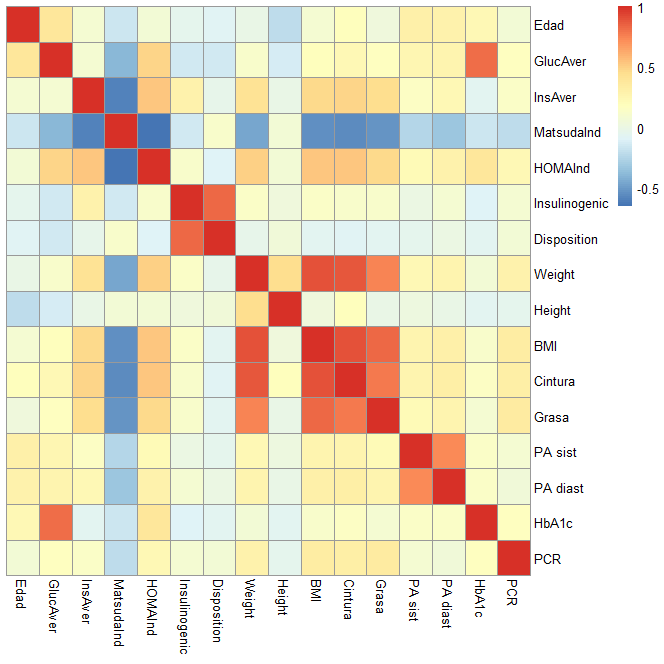 Edad
GlucAver
InsAver
MatsudaInd
HOMAInd
Insulinogenic
Disposition
Weight
Height
BMI
Cintura
Grasa
PA sist
PA diast
HbA1c
PCR
1
0.5
0
-0.5
Edad
GlucAver
InsAver
MatsudaInd
HOMAInd
Insulinogenic
Disposition
Weight
Height
BMI
Cintura
Grasa
PA sist
PA diast
HbA1c
PCR